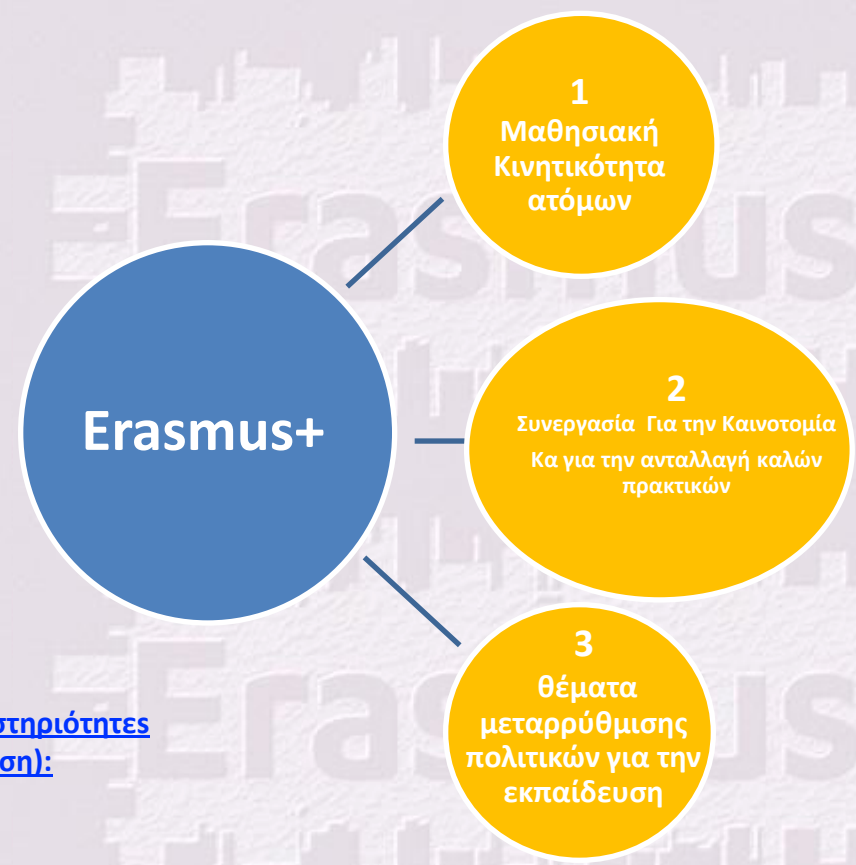 1
Μαθησιακή
Κινητικότητα
ατόμων
Erasmus+
2
Συνεργασία Για την Καινοτομία
Κα για την ανταλλαγή καλών
πρακτικών
3
θέματα
μεταρρύθμισης
πολιτικών για την
εκπαίδευση
στηριότητες
ση):